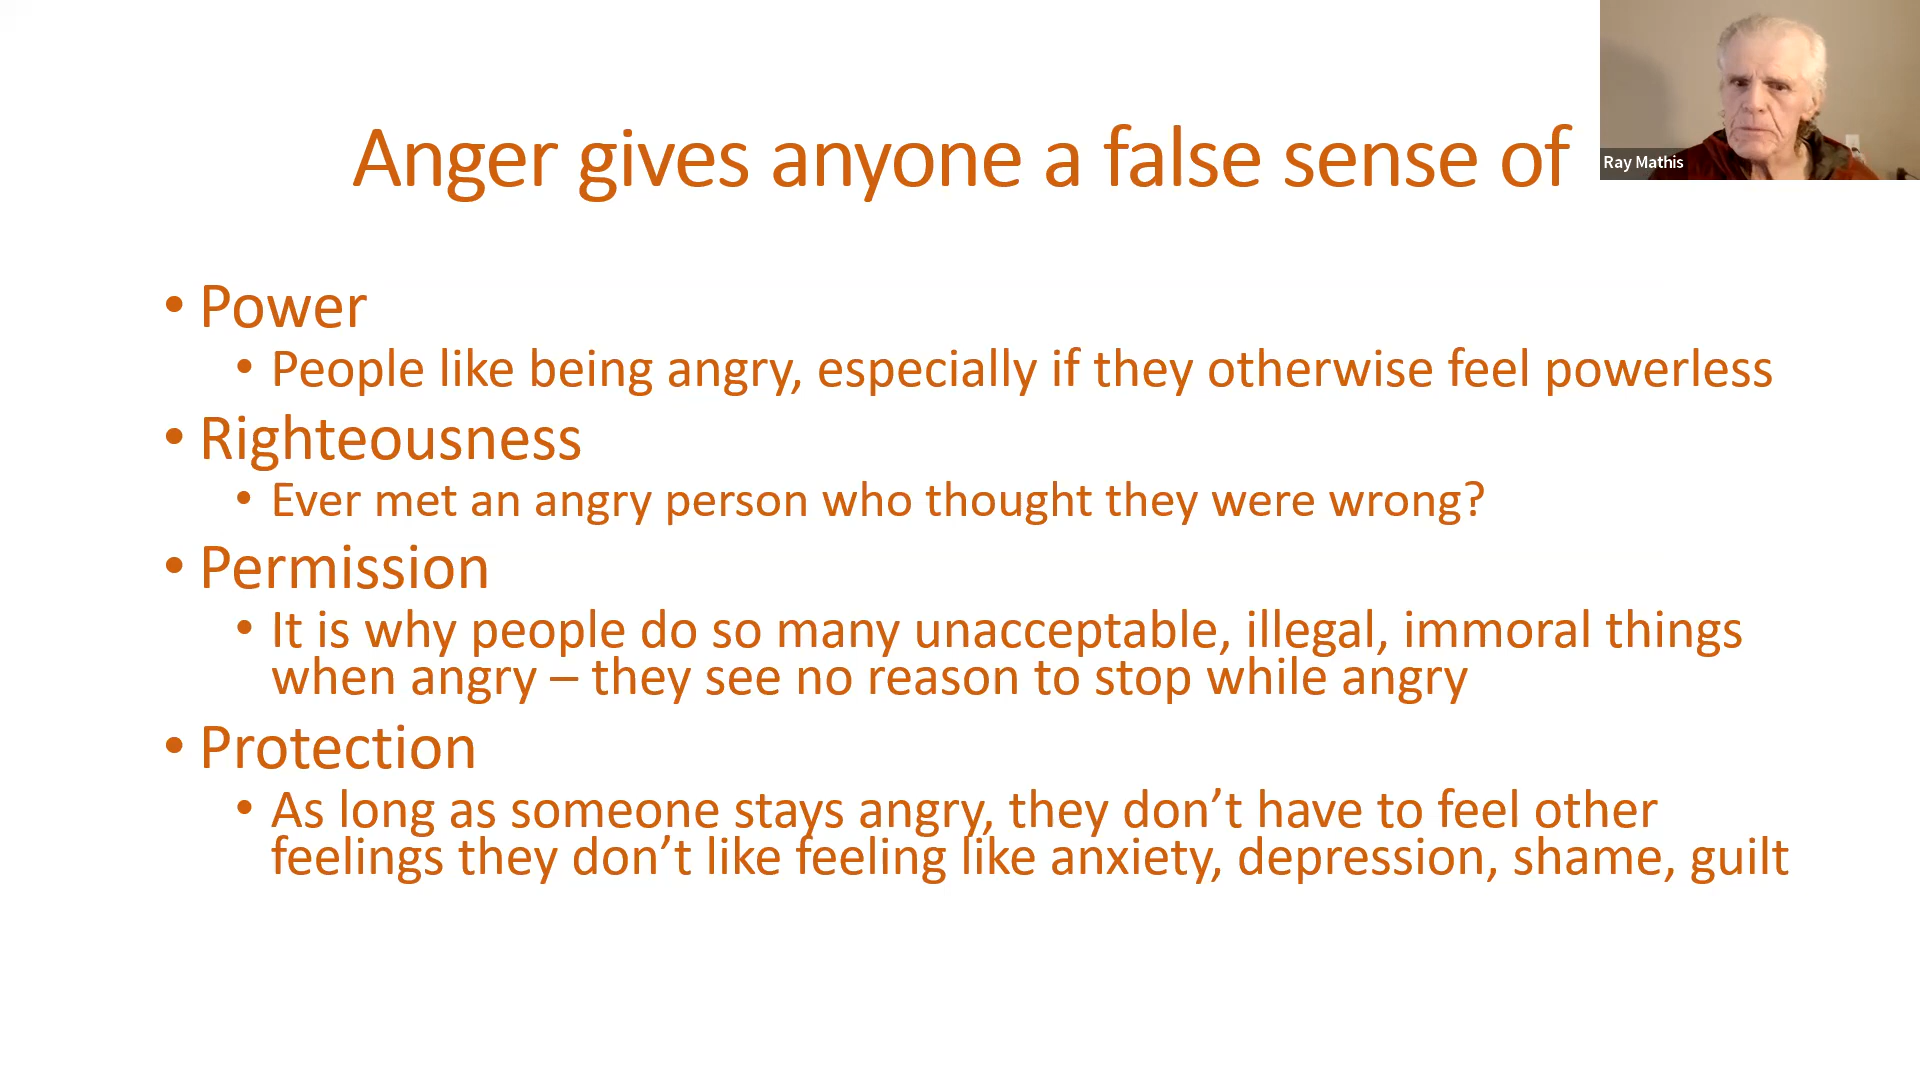 Anger gives anyone a false sense of
Ray Mathis
• Power
• People like being angry, especially if they otherwise feel powerless
• Righteousness
• Ever met an angry person who thought they were wrong?
• Permission
• It is why people do so many unacceptable, illegal, immoral things
when angry – they see no reason to stop while angry
• Protection
• As long as someone stays angry, they don’t have to feel other
feelings they don’t like feeling like anxiety, depression, shame, guilt